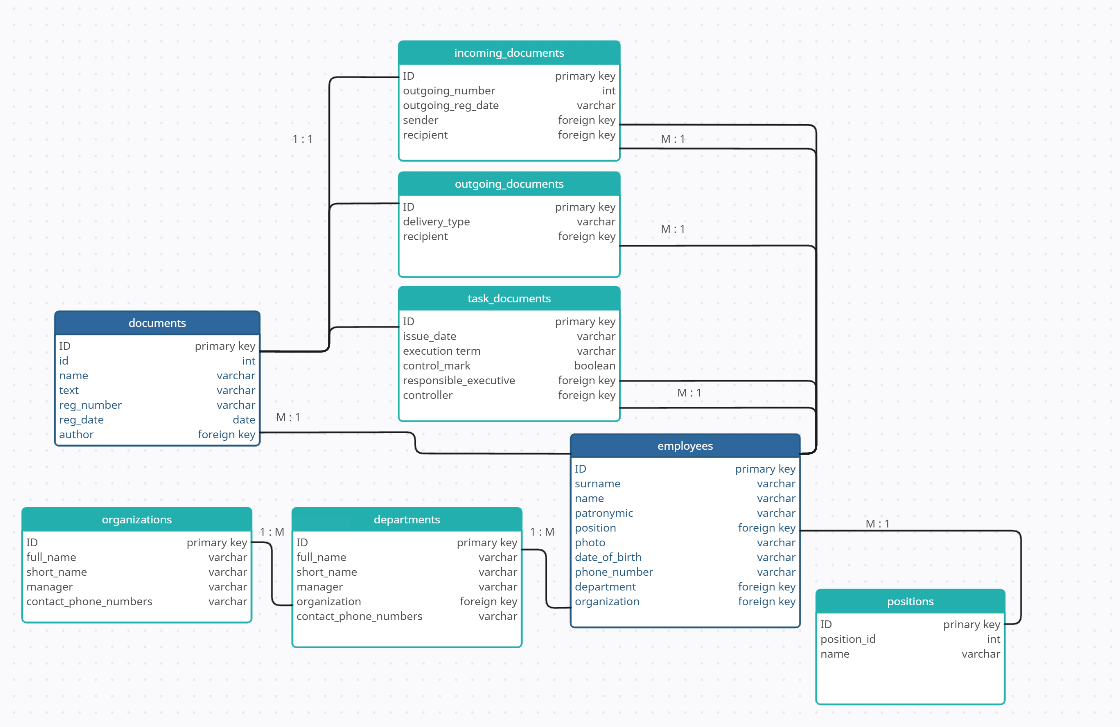 incoming_documents
ID primary key
outgoing_number int
outgoing_reg_date varchar
sender foreign key
recipient foreign key
1 : 1
M : 1
outgoing_documents
ID primary key
delivery_type varchar
recipient foreign key
M : 1
task_documents
ID primary key
issue_date varchar
execution term varchar
control_mark boolean
responsible_executive foreign key
controller foreign key
M : 1
documents
ID primary key
id int
name varchar
text varchar
reg_number varchar
reg_date date
author foreign key
M : 1
employees
ID primary key
surname varchar
name varchar
patronymic varchar
position foreign key
photo varchar
date_of_birth varchar
phone_number varchar
department foreign key
organization foreign key
M : 1
organizations
ID primary key
full_name varchar
short_name varchar
manager varchar
contact_phone_numbers varchar
1 : M
departments
ID primary key
full_name varchar
short_name varchar
manager varchar
organization foreign key
contact_phone_numbers varchar
1 : M
positions
ID prinary key
position_id int
name varchar